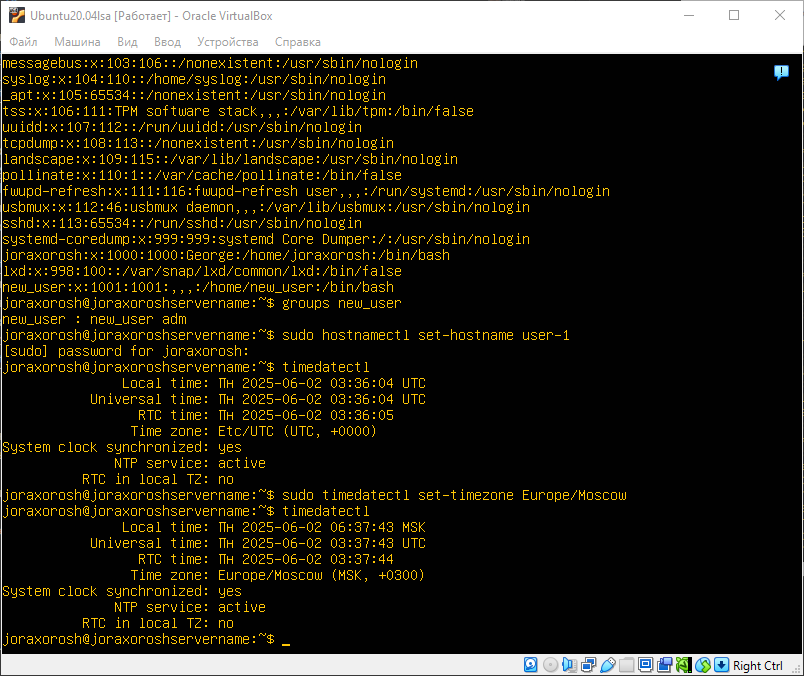 Ubuntu20.04lsa [Работает] - Oracle VirtualBox
Файл Машина Вид Ввод Устройства Справка
messagebus:x:103:106::/nonexistent:/usr/sbin/nologin
syslog:x:104:110::/home/syslog:/usr/sbin/nologin
_apt:x:105:65534::/nonexistent:/usr/sbin/nologin
tss:x:106:111:TPM software stack,,,:/var/lib/tpm:/bin/false
uuidd:x:107:112::/run/uuidd:/usr/sbin/nologin
tcpdump:x:108:113::/nonexistent:/usr/sbin/nologin
landscape:x:109:115::/var/lib/landscape:/usr/sbin/nologin
pollinate:x:110:1::/var/cache/pollinate:/bin/false
fwupd-refresh:x:111:116:fwupd-refresh user,,,:/run/systemd:/usr/sbin/nologin
usbmux:x:112:46:usbmux daemon,,,:/var/lib/usbmux:/usr/sbin/nologin
sshd:x:113:65534::/run/sshd:/usr/sbin/nologin
systemd-coredump:x:999:999:systemd Core Dumper:/:/usr/sbin/nologin
joraxorosh:x:1000:1000:George:/home/joraxorosh:/bin/bash
lxd:x:998:100::/var/snap/lxd/common/lxd:/bin/false
new_user:x:1001:1001:,,,:/home/new_user:/bin/bash
joraxorosh@joraxoroshservername:~$ groups new_user
new_user : new_user adm
joraxorosh@joraxoroshservername:~$ sudo hostnamectl set-hostname user-1
[sudo] password for joraxorosh:
joraxorosh@joraxoroshservername:~$ timedatectl
Local time: Пн 2025-06-02 03:36:04 UTC
Universal time: Пн 2025-06-02 03:36:04 UTC
RTC time: Пн 2025-06-02 03:36:05
Time zone: Etc/UTC (UTC, +0000)
System clock synchronized: yes
NTP service: active
RTC in local TZ: no
joraxorosh@joraxoroshservername:~$ sudo timedatectl set-timezone Europe/Moscow
joraxorosh@joraxoroshservername:~$ timedatectl
Local time: Пн 2025-06-02 06:37:43 MSK
Universal time: Пн 2025-06-02 03:37:43 UTC
RTC time: Пн 2025-06-02 03:37:44
Time zone: Europe/Moscow (MSK, +0300)
System clock synchronized: yes
NTP service: active
RTC in local TZ: no
joraxorosh@joraxoroshservername:~$ _
Right Ctrl